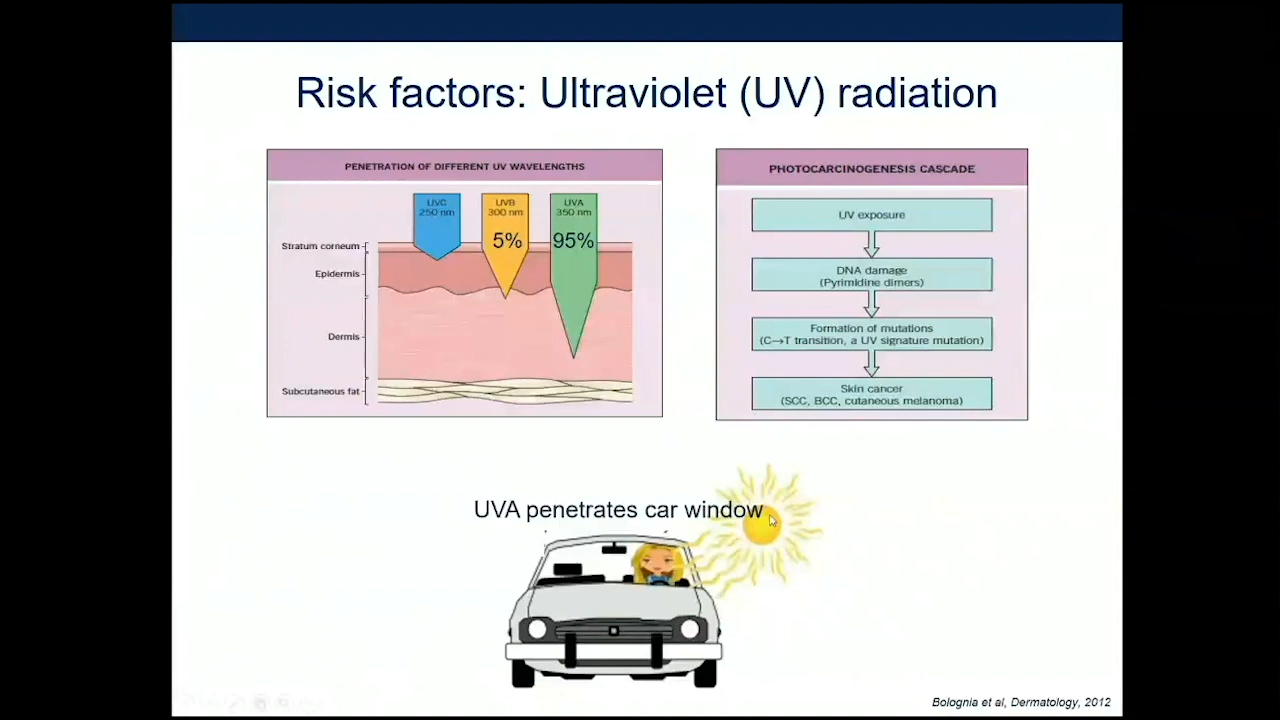 Risk factors: Ultraviolet (UV) radiation
PENETRATION OF DIFFERENT UV WAVELENGTHS
UVC
250 nm
UVB
300 nm
5%
UVA
350 nm
95%
Stratum corneum
Epidermis
Dermis
Subcutaneous fat
PHOTOCARCINOGENESIS CASCADE
UV exposure
DNA damage
(Pyrimidine dimers)
Formation of mutations
(C→T transition, a UV signature mutation)
Skin cancer
(SCC, BCC, cutaneous melanoma)
UVA penetrates car window
Bolognia et al, Dermatology, 2012